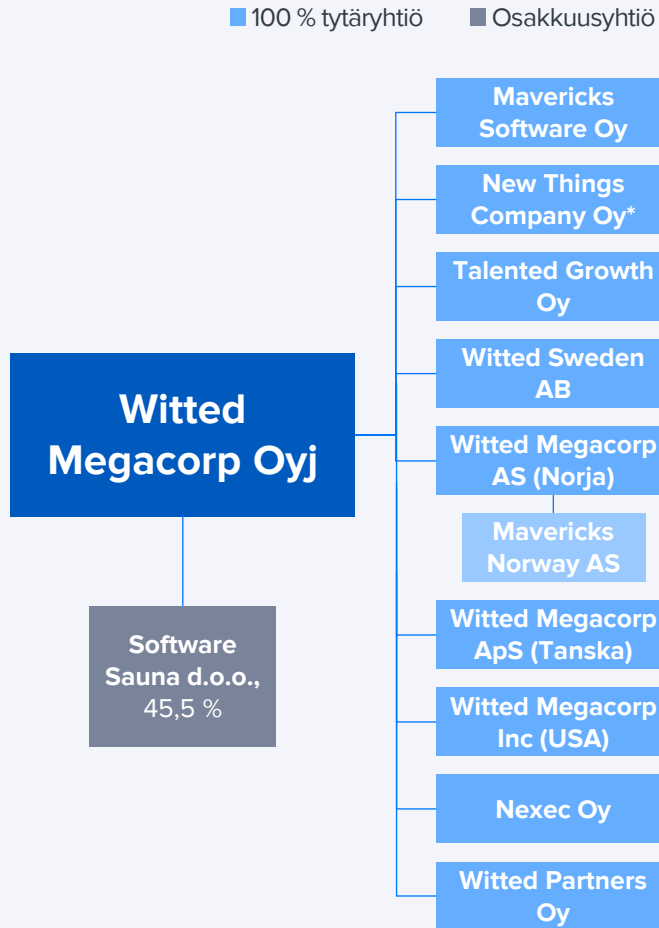 100 % tytäryhtiö
Osakkuusyhtiö
Mavericks
Software Oy
New Things
Company Oy*
Talented Growth
Oy
Witted Sweden
AB
Witted
Megacorp Oyj
Witted Megacorp
AS (Norja)
Mavericks
Norway AS
Software
Sauna d.o.o.,
45,5 %
Witted Megacorp
ApS (Tanska)
Witted Megacorp
Inc (USA)
Nexec Oy
Witted Partners
Oy